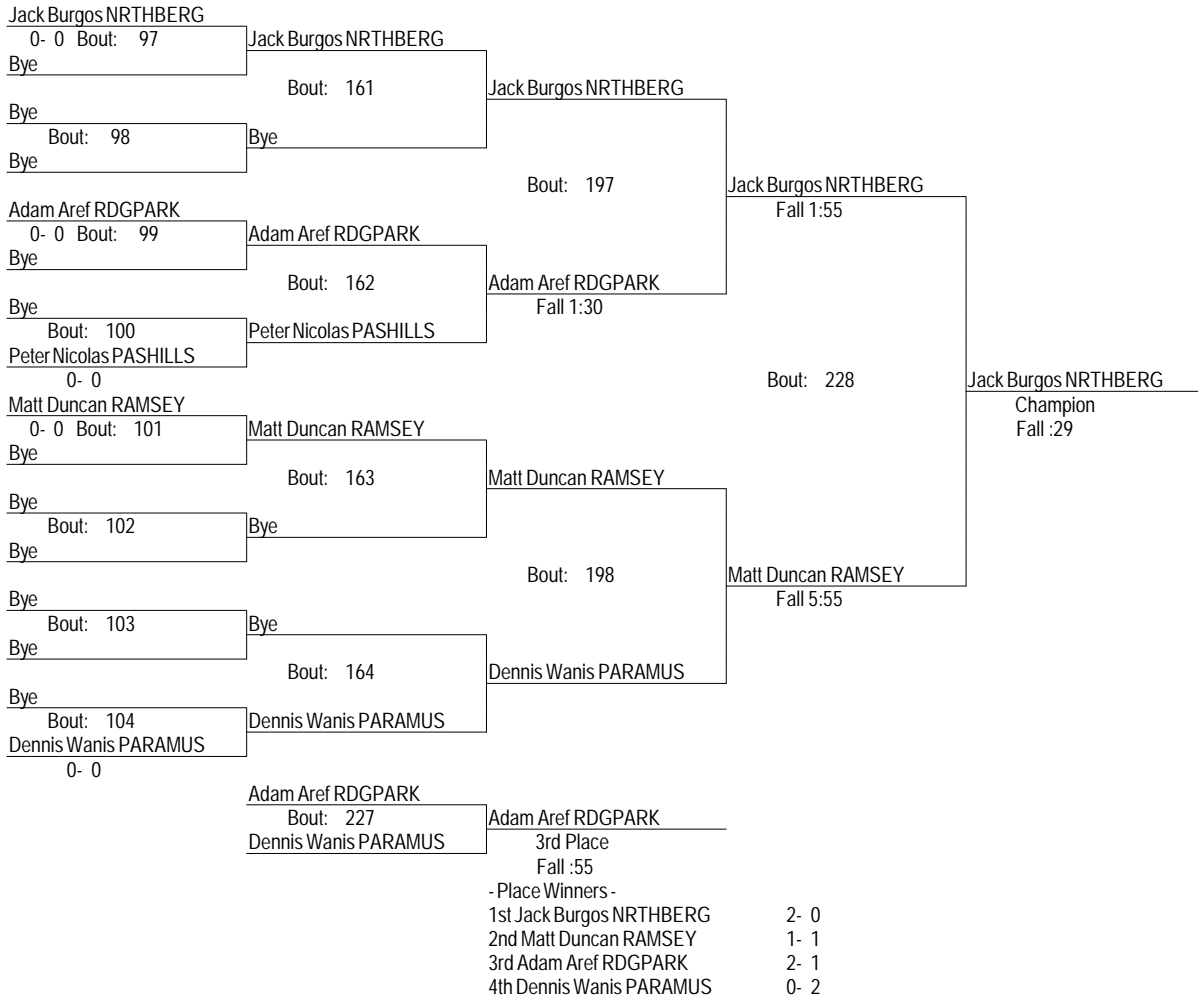 Jack Burgos NRTHBERG
0- 0 Bout: 97
Jack Burgos NRTHBERG
Bye
Bout: 161
Jack Burgos NRTHBERG
Bye
Bout: 98
Bye
Bye
Bout: 197
Jack Burgos NRTHBERG
Fall 1:55
Adam Aref RDGPARK
0- 0 Bout: 99
Adam Aref RDGPARK
Bye
Bout: 162
Adam Aref RDGPARK
Fall 1:30
Bye
Bout: 100
Peter Nicolas PASHILLS
Peter Nicolas PASHILLS
0- 0
Bout: 228
Jack Burgos NRTHBERG
Champion
Fall :29
Matt Duncan RAMSEY
0- 0 Bout: 101
Matt Duncan RAMSEY
Bye
Bout: 163
Matt Duncan RAMSEY
Bye
Bout: 102
Bye
Bye
Bout: 198
Matt Duncan RAMSEY
Fall 5:55
Bye
Bout: 103
Bye
Bye
Bout: 164
Dennis Wanis PARAMUS
Bye
Bout: 104
Dennis Wanis PARAMUS
Dennis Wanis PARAMUS
0- 0
Adam Aref RDGPARK
Bout: 227
Adam Aref RDGPARK
Dennis Wanis PARAMUS
3rd Place
Fall :55
- Place Winners -
1st Jack Burgos NRTHBERG 2- 0
2nd Matt Duncan RAMSEY 1- 1
3rd Adam Aref RDGPARK 2- 1
4th Dennis Wanis PARAMUS 0- 2